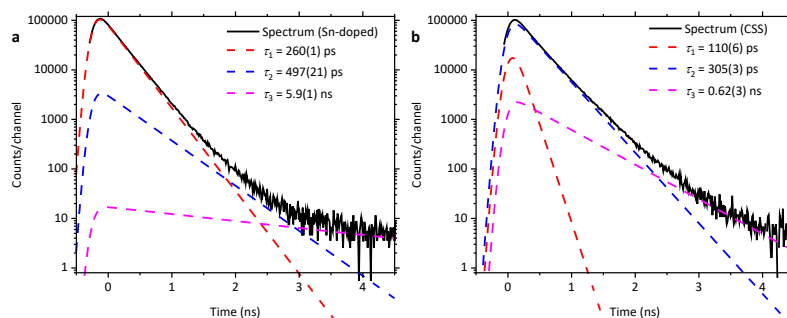 a
Spectrum (Sn-doped)
τ1 = 260(1) ps
τ2 = 497(21) ps
τ3 = 5.9(1) ns
100000
10000
1000
100
10
1
Counts/channel
0 1 2 3 4
Time (ns)
b
Spectrum (CSS)
τ1 = 110(6) ps
τ2 = 305(3) ps
τ3 = 0.62(3) ns
100000
10000
1000
100
10
1
Counts/channel
0 1 2 3 4
Time (ns)